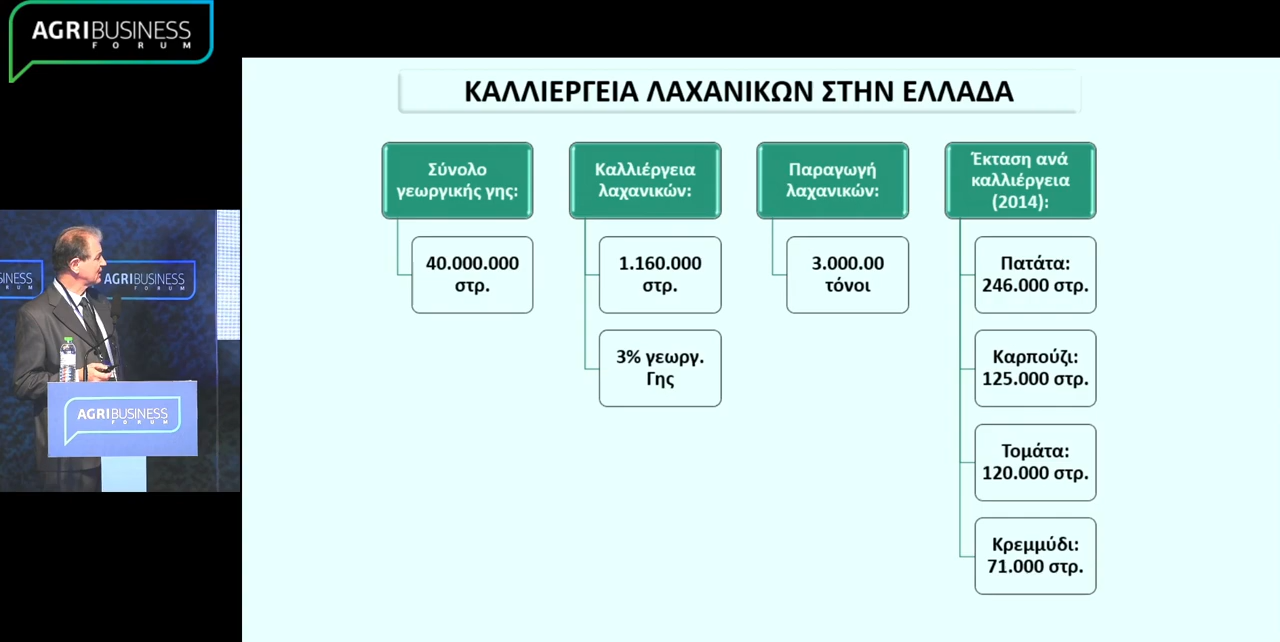 AGRIBUSINESS
FORUM
ΚΑΛΛΙΕΡΓΕΙΑ ΛΑΧΑΝΙΚΩΝ ΣΤΗΝ ΕΛΛΑΔΑ
Σύνολο
γεωργικής γης:
40.000.000
στρ.
Καλλιέργεια
λαχανικών:
1.160.000
στρ.
3% γεωργ.
Γης
Παραγωγή
λαχανικών:
3.000.00
τόνοι
Έκταση ανά
καλλιέργεια
(2014):
Πατάτα:
246.000 στρ.
Καρπούζι:
125.000 στρ.
Τομάτα:
120.000 στρ.
Κρεμμύδι:
71.000 στρ.
SINESS
AGRIBUSINESS
FORUM
AGRIBUSINESS
FORUM